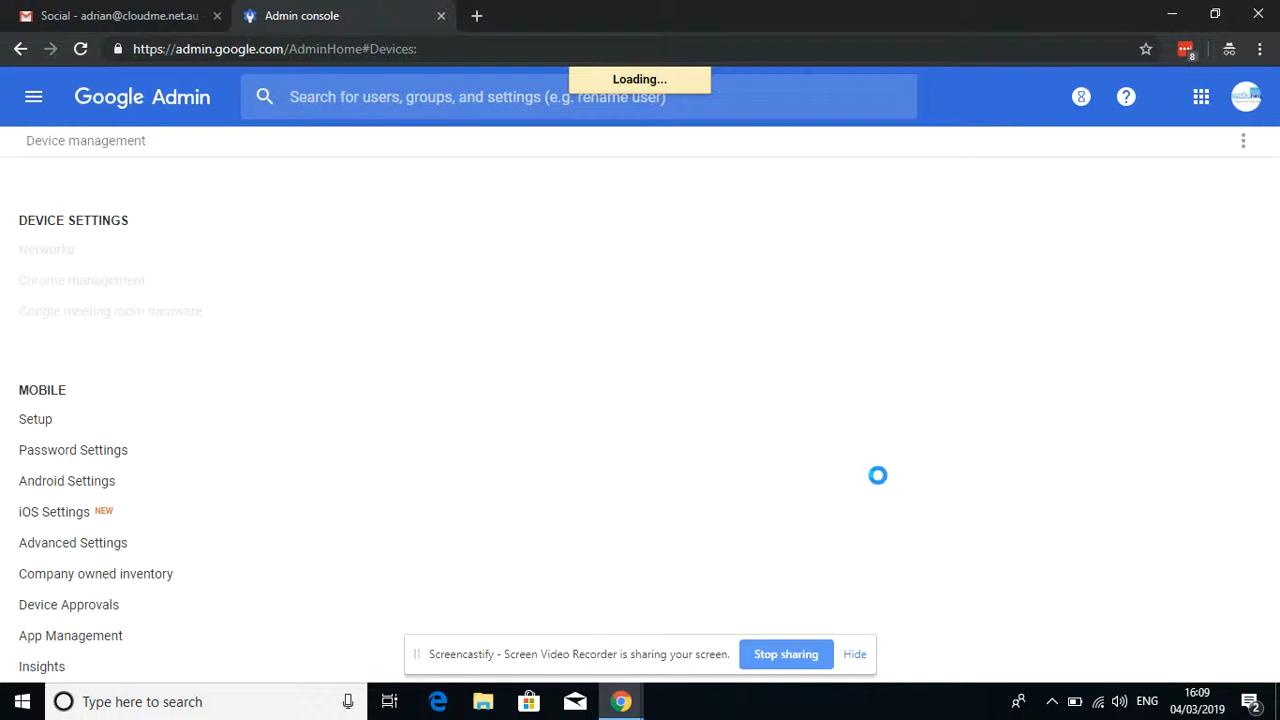 Social - adrian@cloudme.net.au
Admin console
https://admin.google.com/AdminHome#Devices:
8
Loading...
Google Admin
Search for users, groups, and settings (e.g. rename user)
Device management
DEVICE SETTINGS
Networks
Chrome management
Google meeting room hardware
MOBILE
Setup
Password Settings
Android Settings
iOS Settings NEW
Advanced Settings
Company owned inventory
Device Approvals
App Management
Insights
Screencastify - Screen Video Recorder is sharing your screen.
Stop sharing
Hide
Type here to search
ENG
16:09
04/03/2019
2